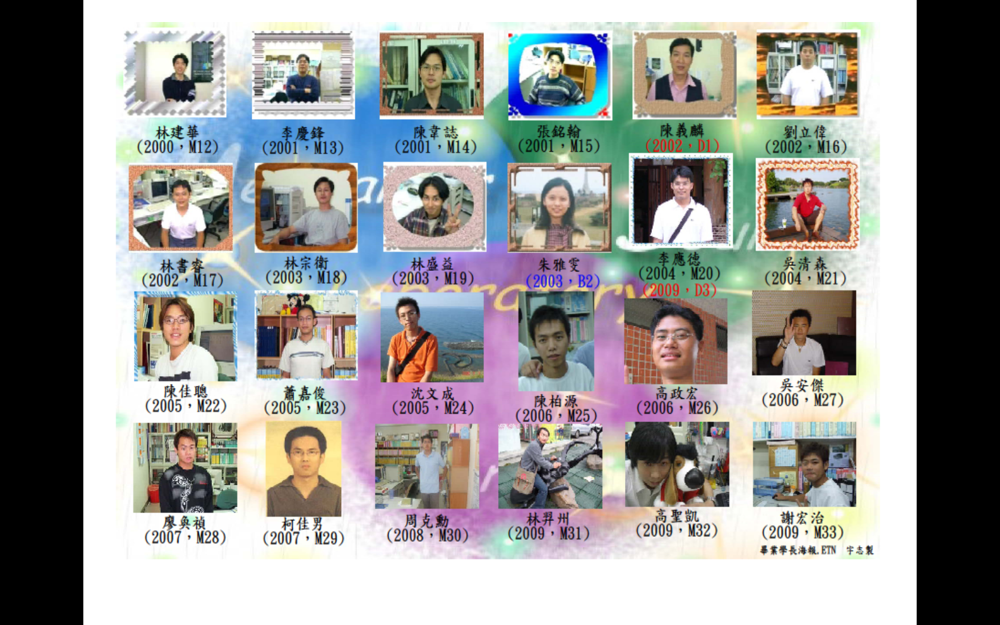 林建華
(2000，M12)
李慶鋒
(2001，M13)
陳韋誌
(2001，M14)
張銘翰
(2001，M15)
陳義麟
(2002，D1)
劉立偉
(2002，M16)
林書睿
(2002，M17)
林宗衛
(2003，M18)
林盛益
(2003，M19)
朱雅雯
(2003，B2)
李應德
(2004，M20)
(2009，D3)
吳清森
(2004，M21)
陳佳聰
(2005，M22)
蕭嘉俊
(2005，M23)
沈文成
(2005，M24)
陳柏源
(2006，M25)
高政宏
(2006，M26)
吳安傑
(2006，M27)
廖奐禎
(2007，M28)
柯佳男
(2007，M29)
周克勳
(2008，M30)
林羿州
(2009，M31)
高聖凱
(2009，M32)
謝宏治
(2009，M33)
畢業學長海報.ETN 宇志製